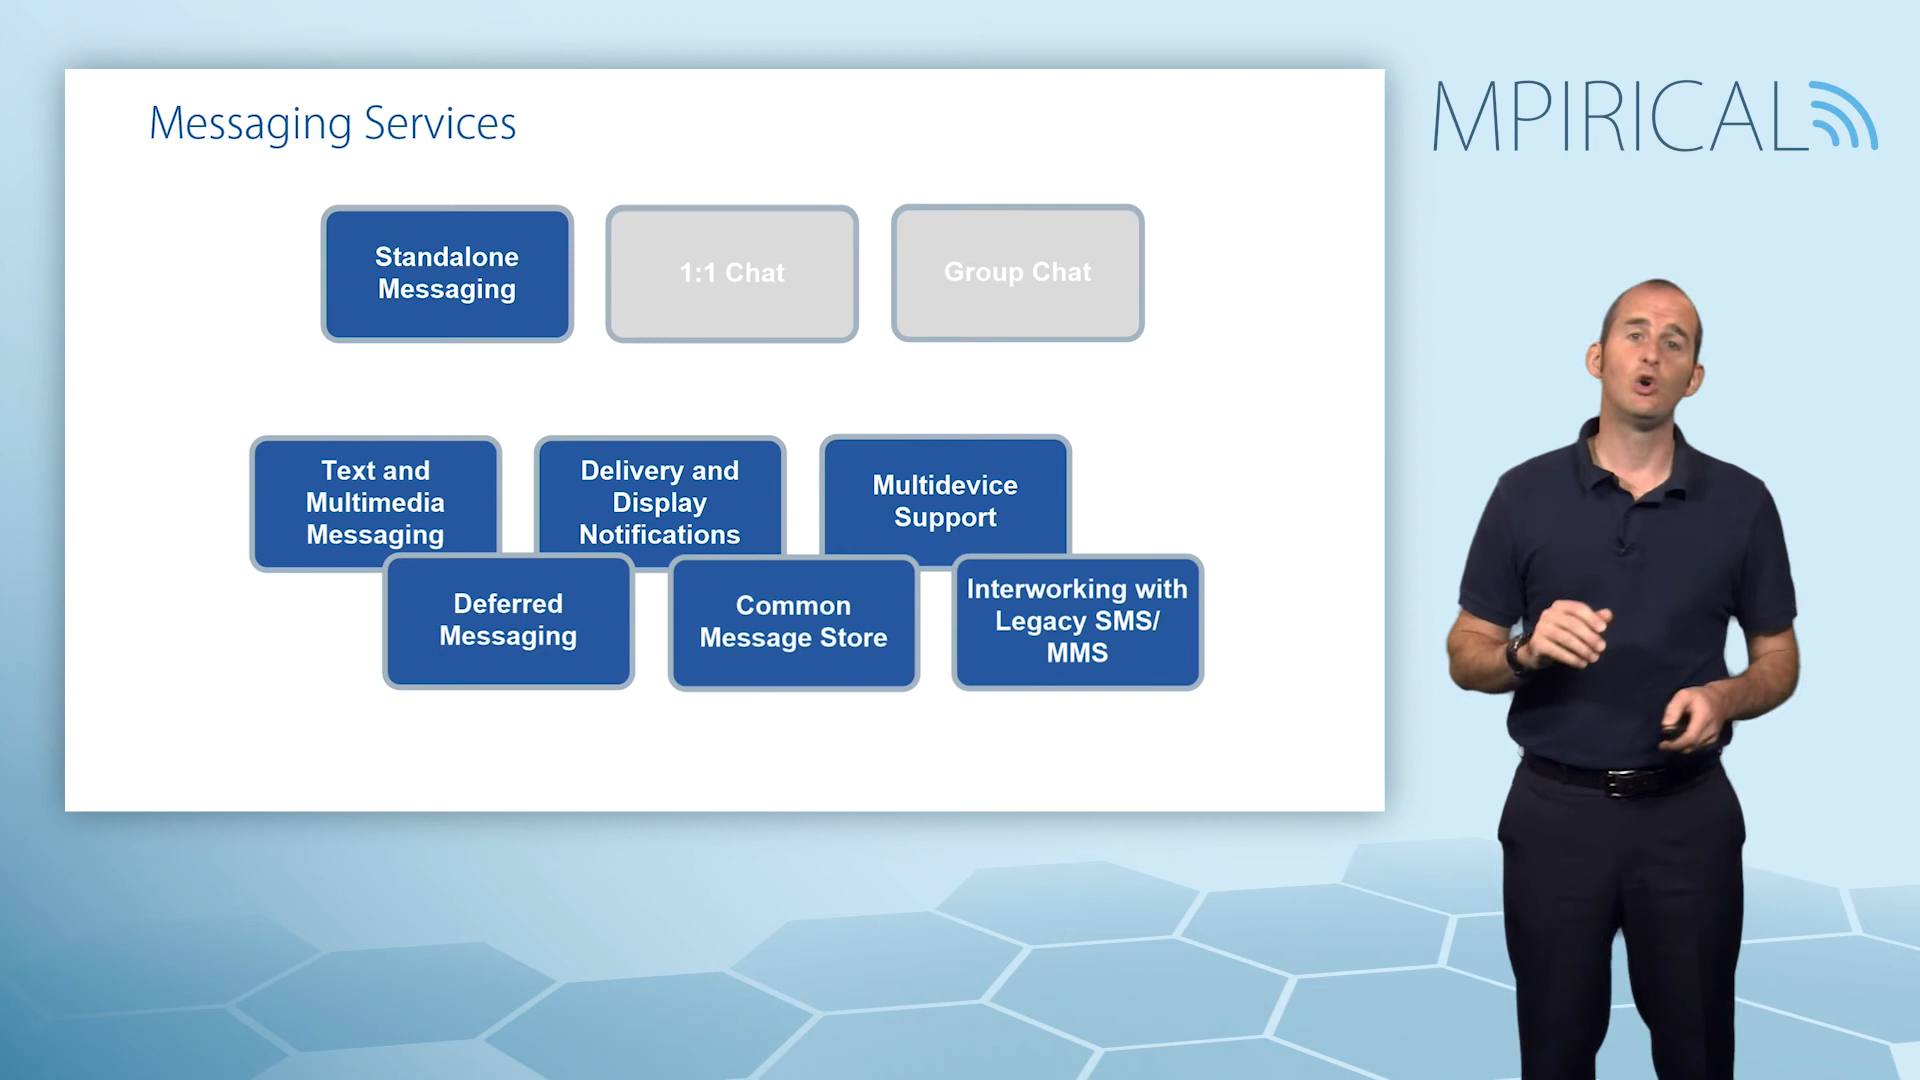 Messaging Services
MPIRICAL
Standalone
Messaging
1:1 Chat
Group Chat
Text and
Multimedia
Messaging
Delivery and
Display
Notifications
Multidevice
Support
Deferred
Messaging
Common
Message Store
Interworking with
Legacy SMS/
MMS